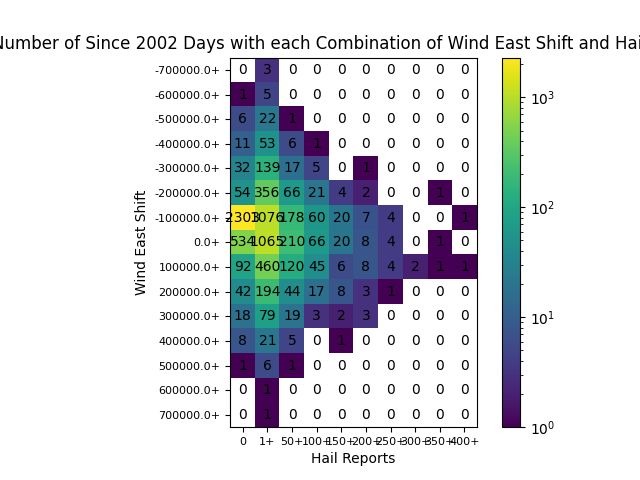 Number of Since 2002 Days with each Combination of Wind East Shift and Hai
-700000.0+ 0 3 0 0 0 0 0 0 0 0
-600000.0+ 1 5 0 0 0 0 0 0 0 0
-500000.0+ 6 22 1 0 0 0 0 0 0 0
-400000.0+ 11 53 6 1 0 0 0 0 0 0
-300000.0+ 32 139 17 5 0 1 0 0 0 0
-200000.0+ 54 356 66 21 4 2 0 0 1 0
-100000.0+ 2303 1076 178 60 20 7 4 0 0 1
0.0+ 534 1065 210 66 20 8 4 0 1 0
100000.0+ 92 460 120 45 6 8 4 2 1 1
200000.0+ 42 194 44 17 8 3 1 0 0 0
300000.0+ 18 79 19 3 2 3 0 0 0 0
400000.0+ 8 21 5 0 1 0 0 0 0 0
500000.0+ 1 6 1 0 0 0 0 0 0 0
600000.0+ 0 1 0 0 0 0 0 0 0 0
700000.0+ 0 1 0 0 0 0 0 0 0 0
0 1+ 50+ 100+ 150+ 200+ 250+ 300+ 350+ 400+
Hail Reports
Wind East Shift
10³
10²
10¹
10⁰